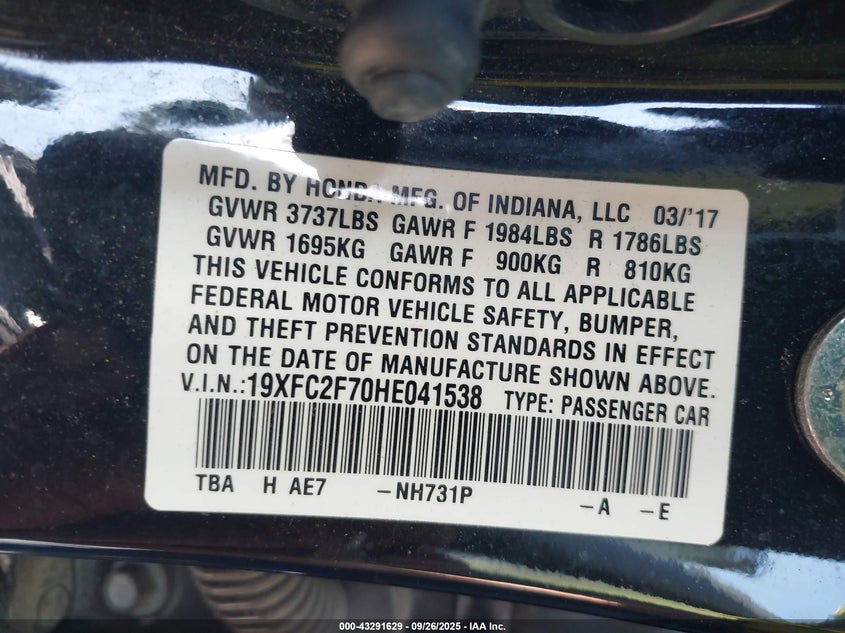 MFD. BY HONDA MFG. OF INDIANA, LLC 03/'17
GVWR 3737LBS GAWR F 1984LBS R 1786LBS
GVWR 1695KG GAWR F 900KG R 810KG
THIS VEHICLE CONFORMS TO ALL APPLICABLE
FEDERAL MOTOR VEHICLE SAFETY, BUMPER,
AND THEFT PREVENTION STANDARDS IN EFFECT
ON THE DATE OF MANUFACTURE SHOWN ABOVE.
V.I.N.:19XFC2F70HE041538 TYPE: PASSENGER CAR
TBA H AE7 -NH731P -A -E
000-43291629 - 09/26/2025 - IAA Inc.